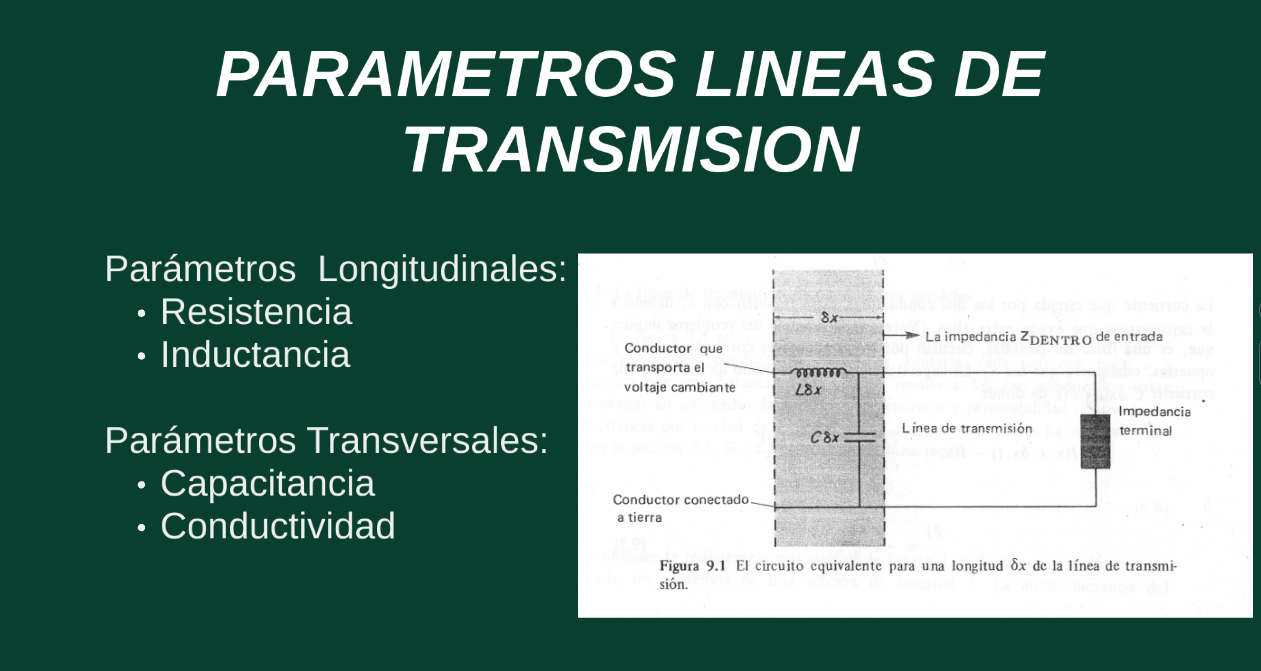 PARAMETROS LINEAS DE
TRANSMISION
Parámetros Longitudinales:
• Resistencia
• Inductancia
Parámetros Transversales:
• Capacitancia
• Conductividad
δx
La impedancia ZDENTRO de entrada
Conductor que
transporta el
voltaje cambiante
Lδx
Impedancia
terminal
Cδx
Línea de transmisión
Conductor conectado
a tierra
Figura 9.1 El circuito equivalente para una longitud δx de la línea de transmi-
sión.